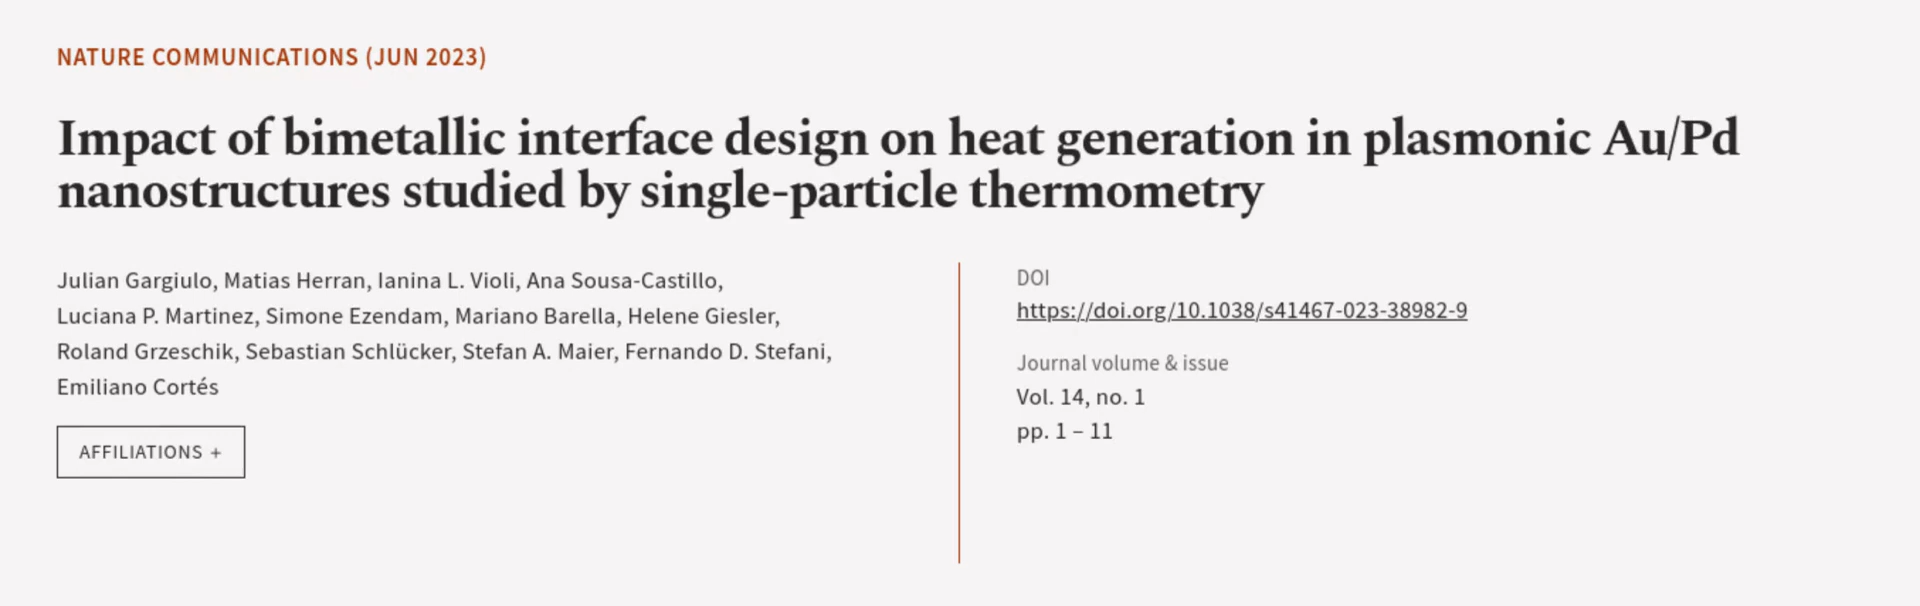 NATURE COMMUNICATIONS (JUN 2023)
Impact of bimetallic interface design on heat generation in plasmonic Au/Pd
nanostructures studied by single-particle thermometry
Julian Gargiulo, Matias Herran, Ianina L. Violi, Ana Sousa-Castillo,
Luciana P. Martinez, Simone Ezendam, Mariano Barella, Helene Giesler,
Roland Grzeschik, Sebastian Schlücker, Stefan A. Maier, Fernando D. Stefani,
Emiliano Cortés
AFFILIATIONS +
DOI
https://doi.org/10.1038/s41467-023-38982-9
Journal volume & issue
Vol. 14, no. 1
pp. 1 – 11